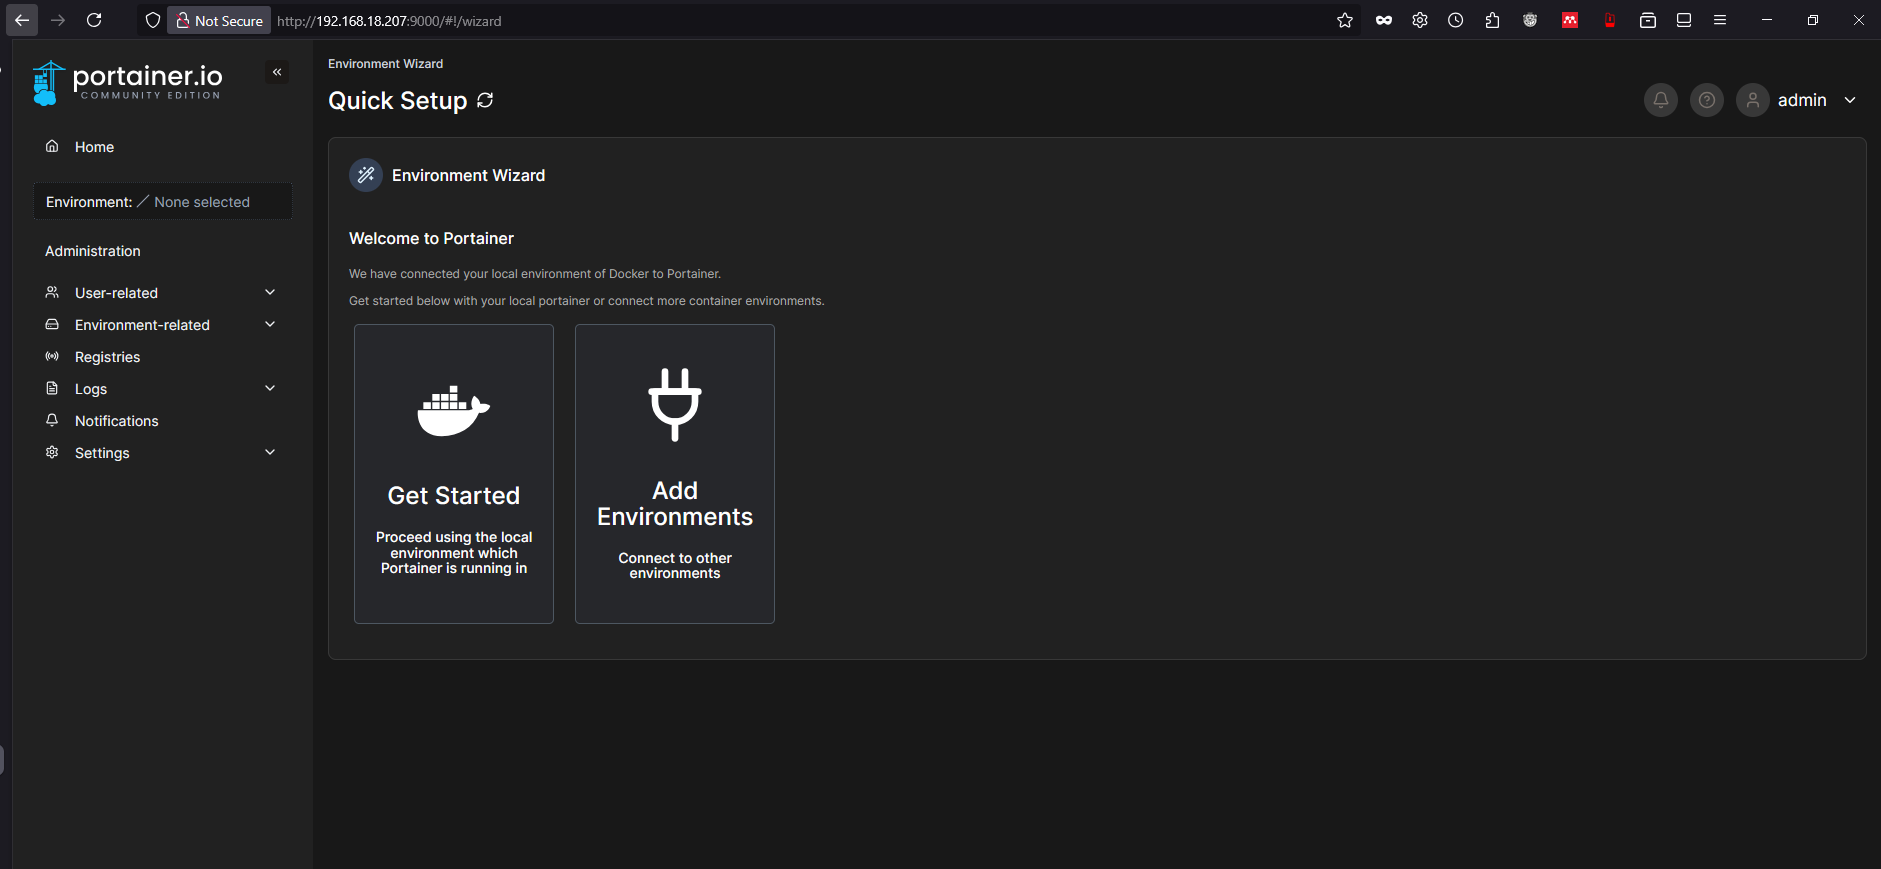 Not Secure
http://192.168.18.207:9000/#!/wizard
portainer.io
COMMUNITY EDITION
Home
Environment: None selected
Administration
User-related
Environment-related
Registries
Logs
Notifications
Settings
Environment Wizard
Quick Setup
admin
Environment Wizard
Welcome to Portainer
We have connected your local environment of Docker to Portainer.
Get started below with your local portainer or connect more container environments.
Get Started
Proceed using the local
environment which
Portainer is running in
Add
Environments
Connect to other
environments